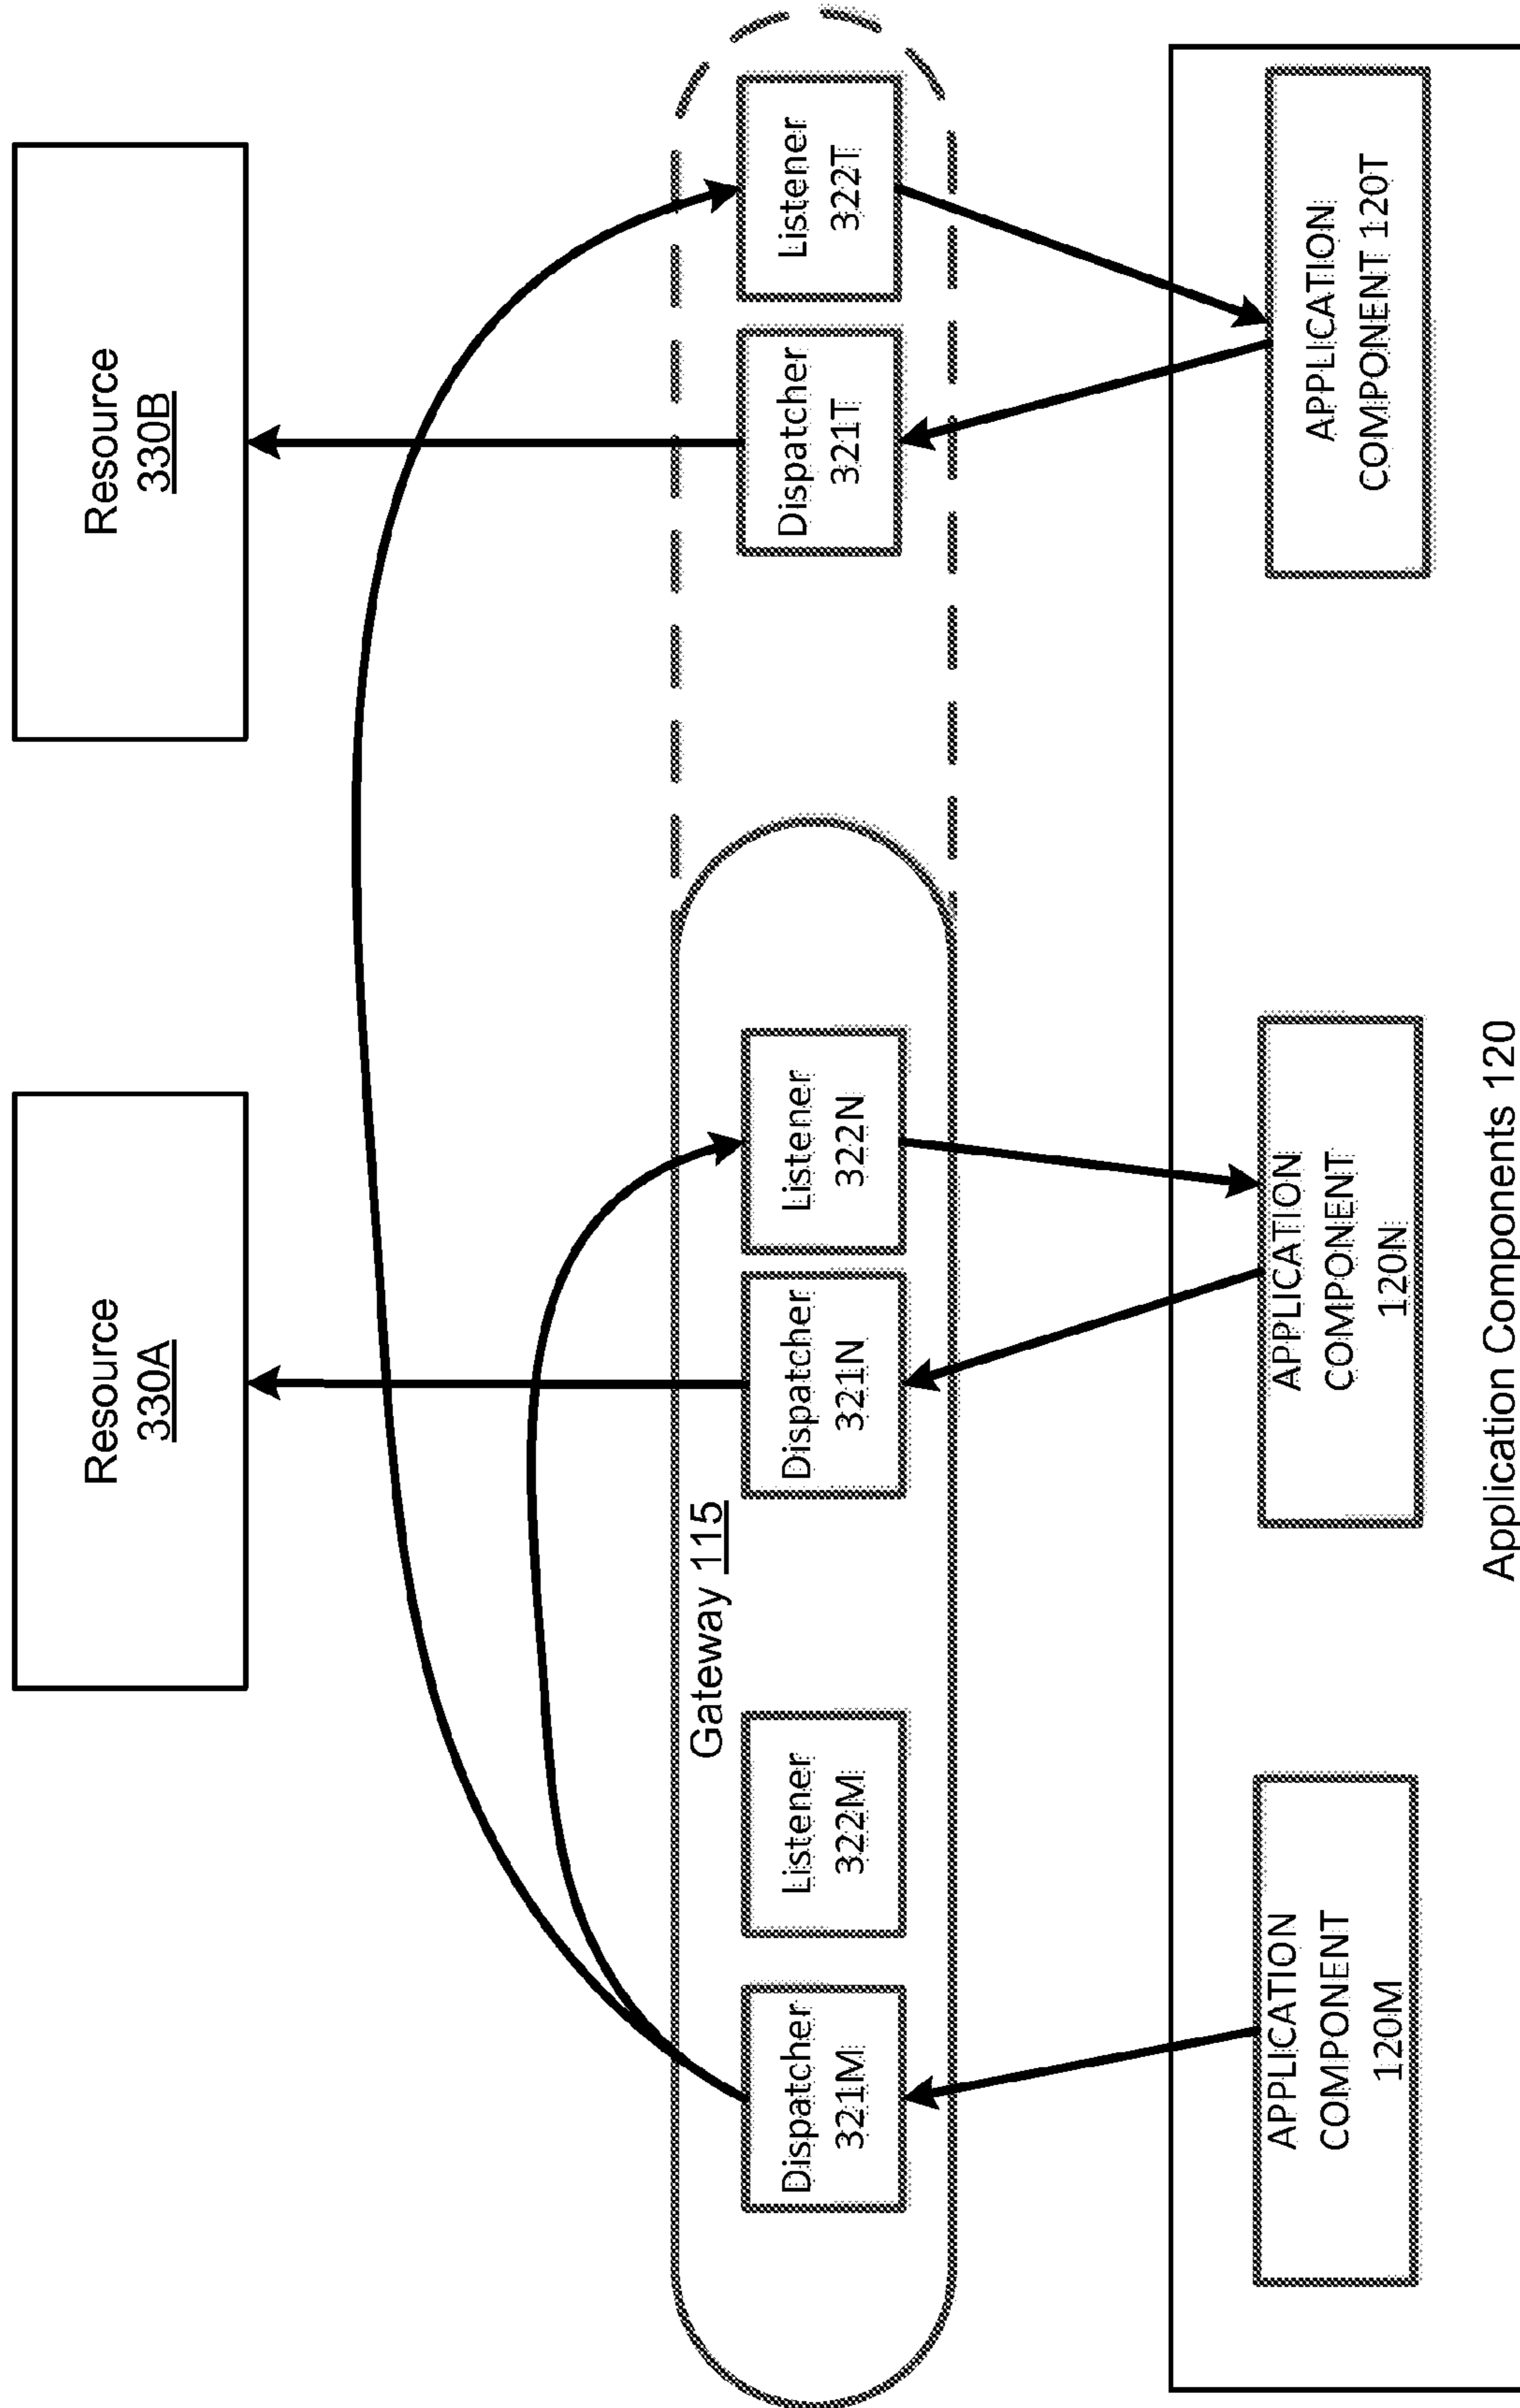 Resource
330A
Resource
330B
Gateway 115
Dispatcher
321M
Listener
322M
Dispatcher
321N
Listener
322N
Dispatcher
321T
Listener
322T
APPLICATION
COMPONENT
120M
APPLICATION
COMPONENT
120N
APPLICATION
COMPONENT 120T
Application Components 120